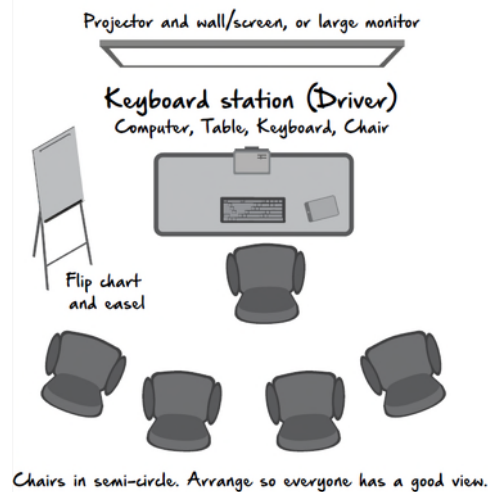 Projector and wall/screen, or large monitor
Keyboard station (Driver)
Computer, Table, Keyboard, Chair
Flip chart
and easel
Chairs in semi-circle. Arrange so everyone has a good view.